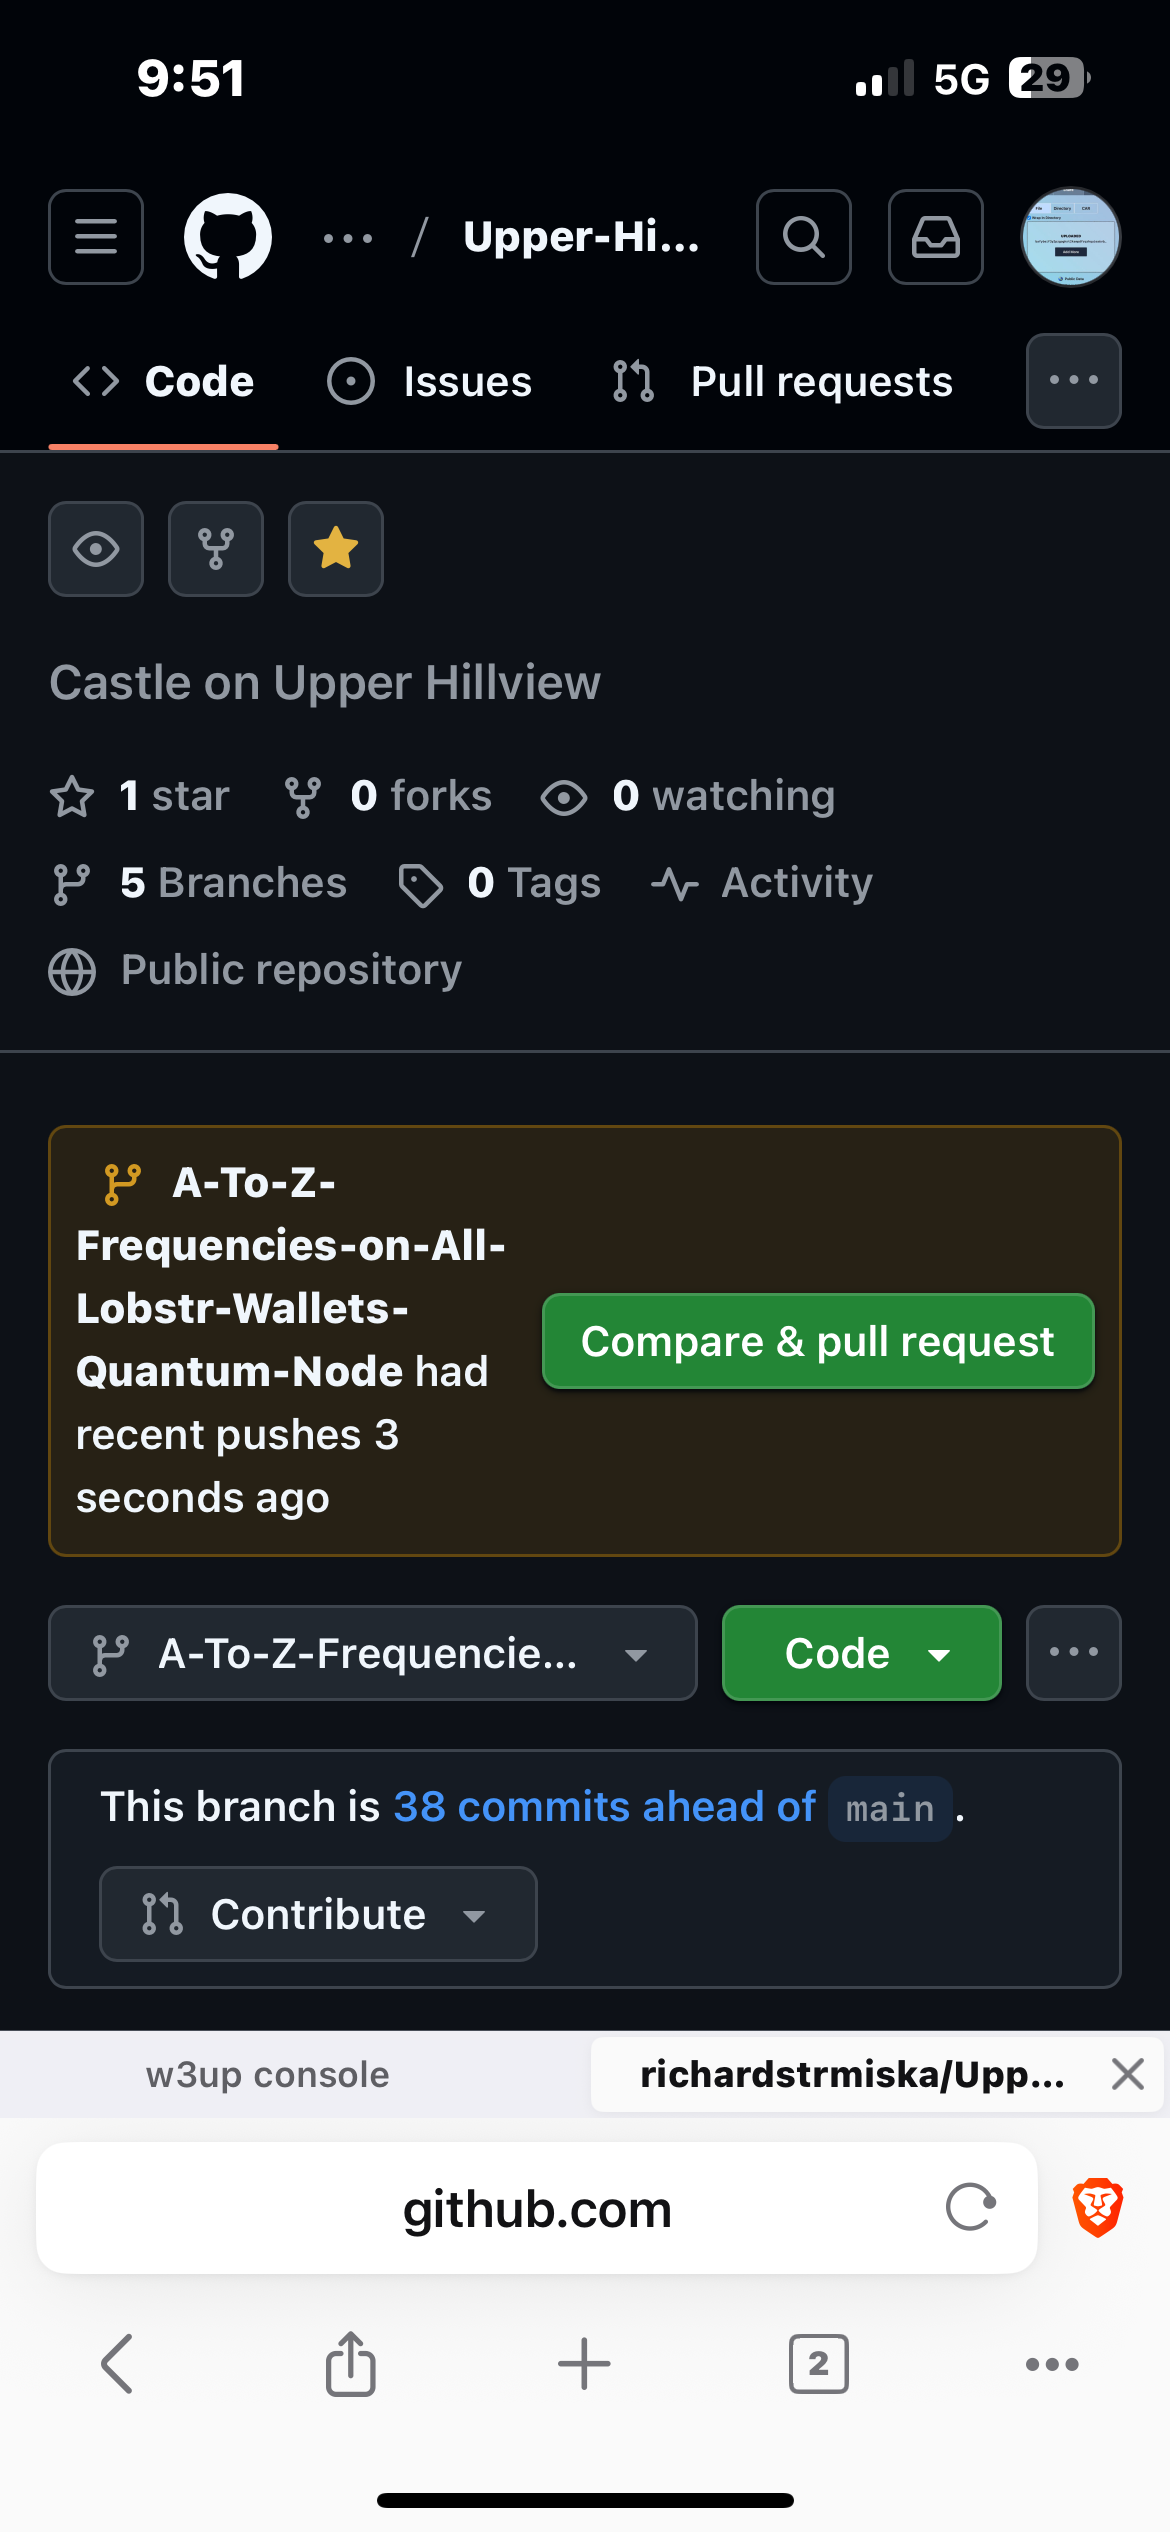 9:51
5G 29
/ Upper-Hi...
Code Issues Pull requests
Castle on Upper Hillview
1 star 0 forks 0 watching
5 Branches 0 Tags Activity
Public repository
A-To-Z-
Frequencies-on-All-
Lobstr-Wallets-
Quantum-Node had
recent pushes 3
seconds ago
Compare & pull request
A-To-Z-Frequencie... Code
This branch is 38 commits ahead of main .
Contribute
w3up console richardstrmiska/Upp...
github.com
2